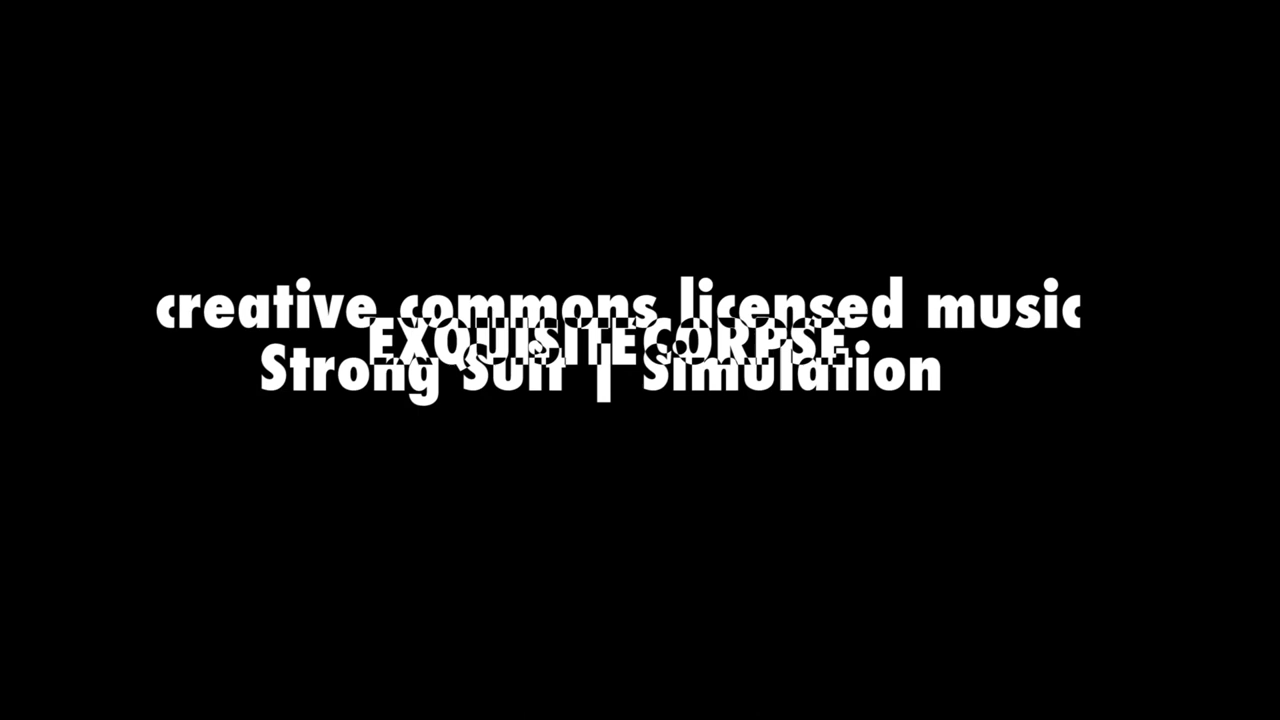 creative commons licensed music
EXQUISITECORPSE
Strong Suit | Simulation